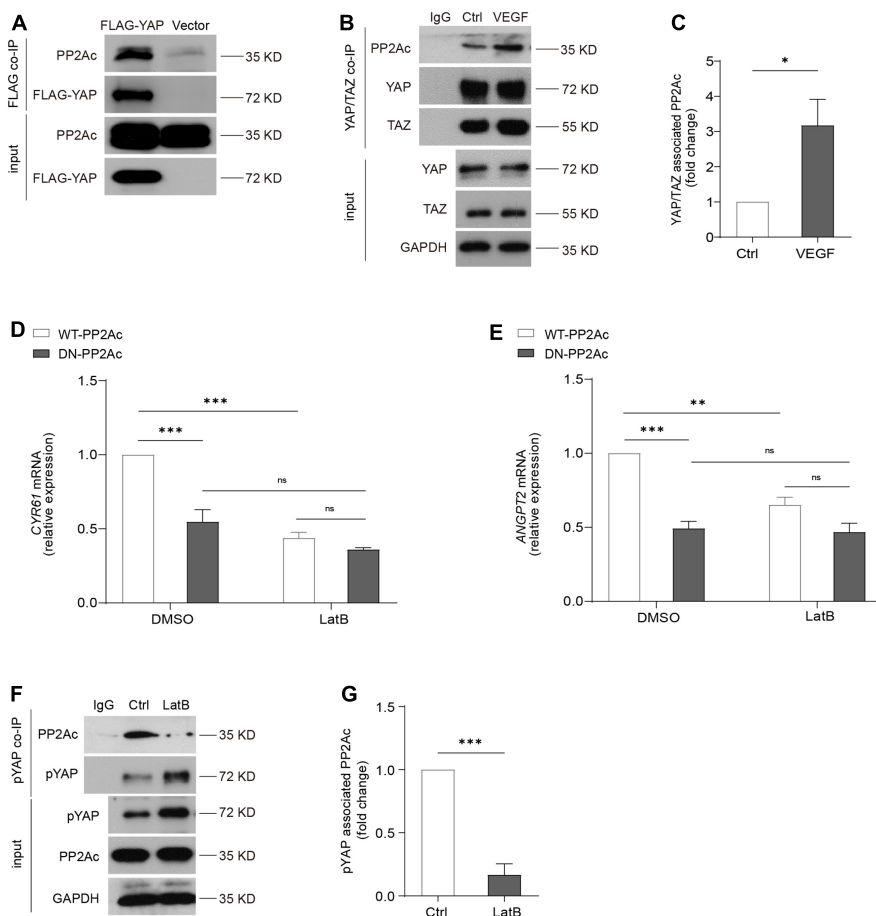 A
FLAG-YAP Vector
FLAG co-IP
PP2Ac 35 KD
FLAG-YAP 72 KD
input
PP2Ac 35 KD
FLAG-YAP 72 KD
B
IgG Ctrl VEGF
YAP/TAZ co-IP
PP2Ac 35 KD
YAP 72 KD
TAZ 55 KD
input
YAP 72 KD
TAZ 55 KD
GAPDH 35 KD
C
YAP/TAZ associated PP2Ac
(fold change)
5
4
3
2
1
0
*
Ctrl VEGF
D
WT-PP2Ac
DN-PP2Ac
CYR61 mRNA
(relative expression)
1.5
1.0
0.5
0.0
***
***
ns
ns
DMSO LatB
E
WT-PP2Ac
DN-PP2Ac
ANGPT2 mRNA
(relative expression)
1.5
1.0
0.5
0.0
**
***
ns
ns
DMSO LatB
F
IgG Ctrl LatB
pYAP co-IP
PP2Ac 35 KD
pYAP 72 KD
input
pYAP 72 KD
PP2Ac 35 KD
GAPDH 35 KD
G
pYAP associated PP2Ac
(fold change)
1.5
1.0
0.5
0.0
***
Ctrl LatB